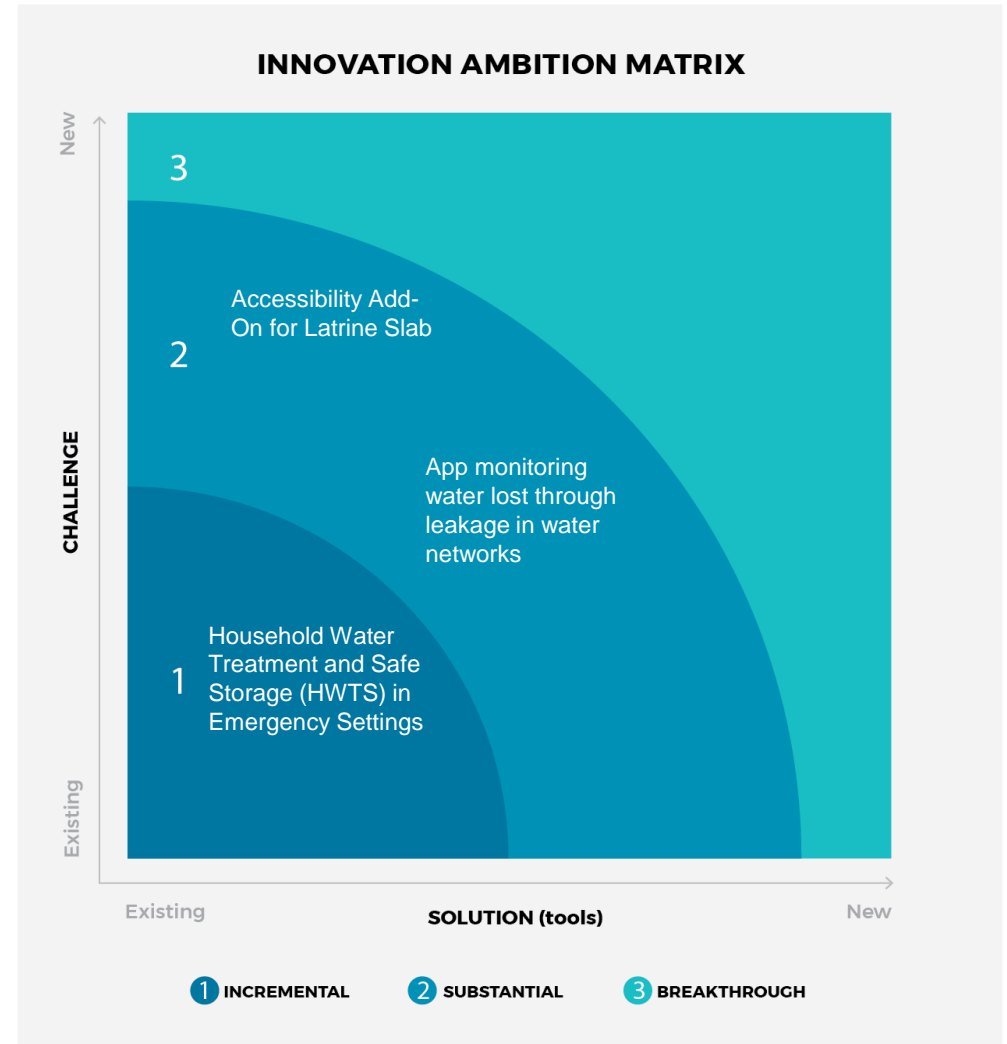 INNOVATION AMBITION MATRIX
New
3
Accessibility Add-
On for Latrine Slab
2
CHALLENGE
App monitoring
water lost through
leakage in water
networks
Household Water
Treatment and Safe
1
Storage (HWTS) in
Emergency Settings
Existing
Existing
SOLUTION (tools)
New
1 INCREMENTAL
2 SUBSTANTIAL
3 BREAKTHROUGH